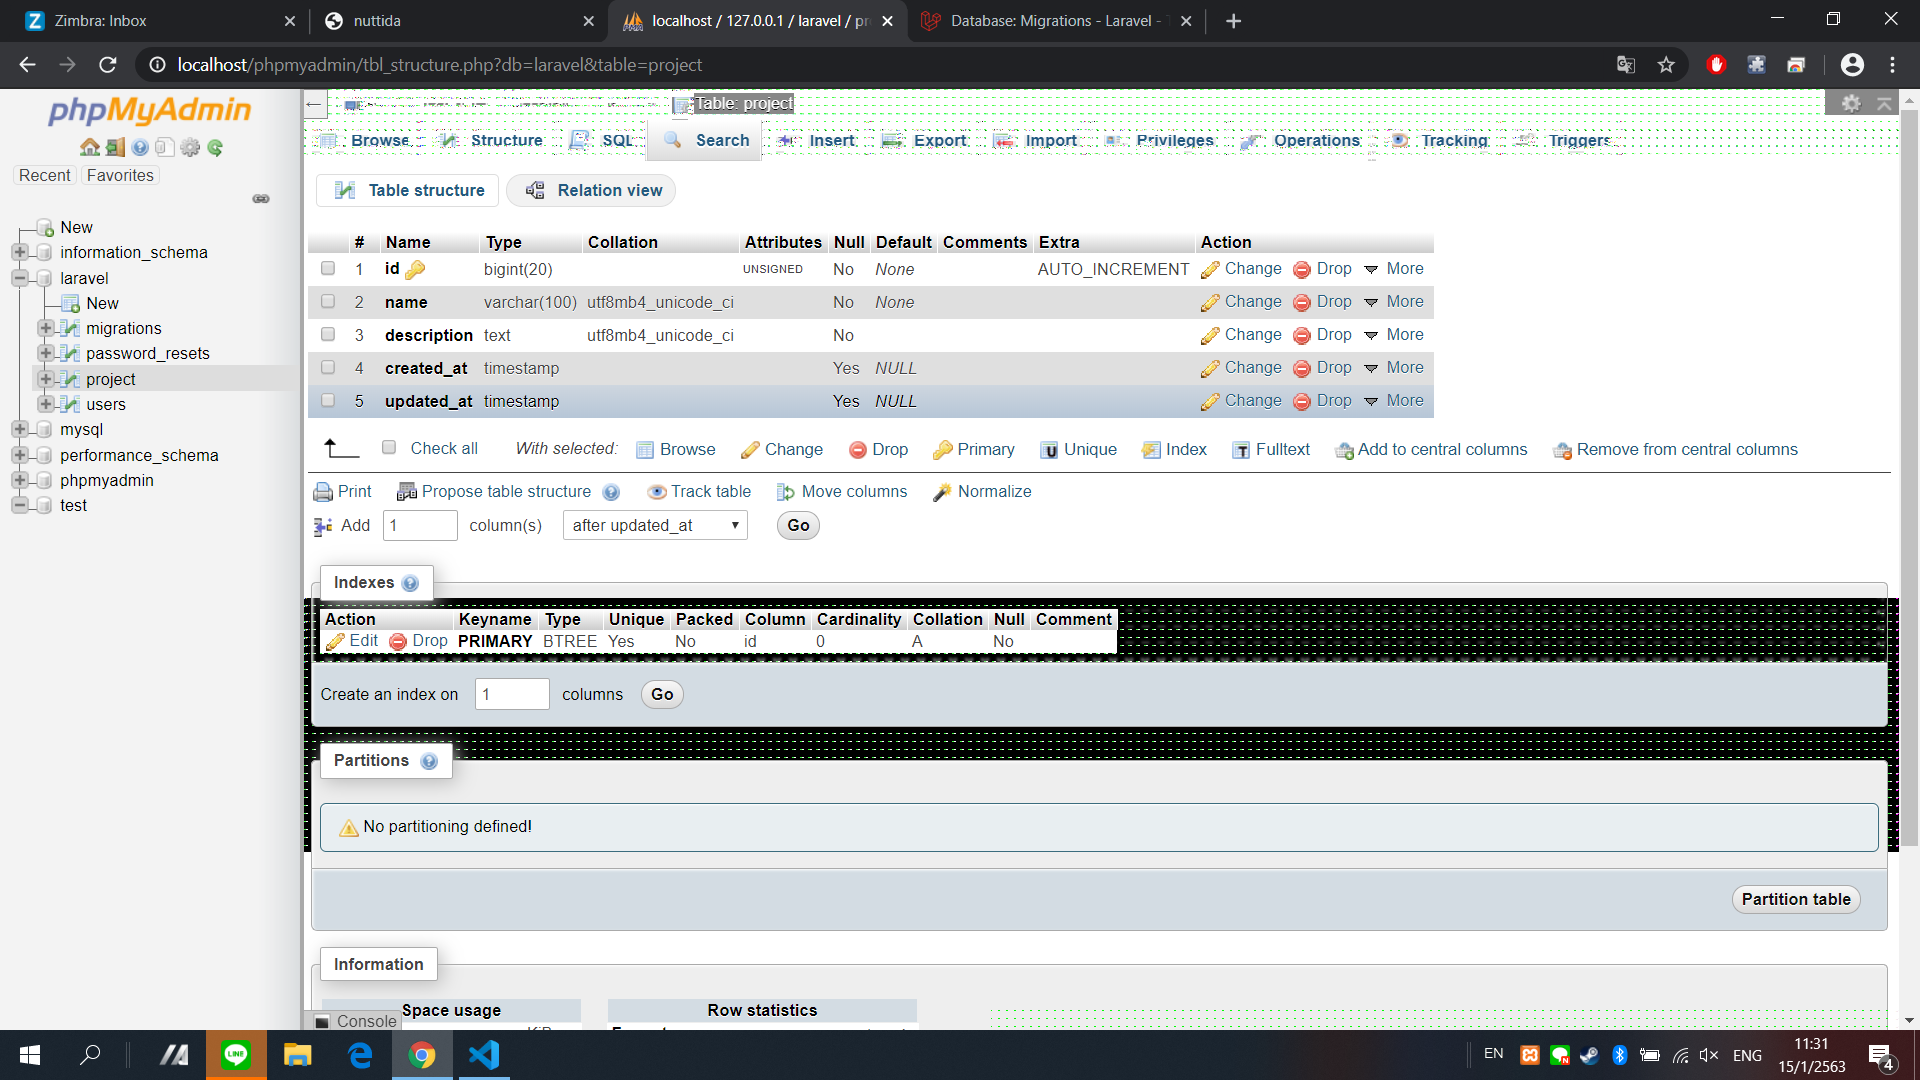 Zimbra: Inbox
nuttida
localhost / 127.0.0.1 / laravel / pr
Database: Migrations - Laravel - T
localhost/phpmyadmin/tbl_structure.php?db=laravel&table=project
phpMyAdmin
Recent Favorites
New
information_schema
laravel
New
migrations
password_resets
project
users
mysql
performance_schema
phpmyadmin
test
Table: project
Browse Structure SQL Search Insert Export Import Privileges Operations Tracking Triggers
Table structure Relation view
# Name Type Collation Attributes Null Default Comments Extra Action
1 id bigint(20) UNSIGNED No None AUTO_INCREMENT Change Drop More
2 name varchar(100) utf8mb4_unicode_ci No None Change Drop More
3 description text utf8mb4_unicode_ci No Change Drop More
4 created_at timestamp Yes NULL Change Drop More
5 updated_at timestamp Yes NULL Change Drop More
Check all With selected: Browse Change Drop Primary Unique Index Fulltext Add to central columns Remove from central columns
Print Propose table structure Track table Move columns Normalize
Add 1 column(s) after updated_at Go
Indexes
Action Keyname Type Unique Packed Column Cardinality Collation Null Comment
Edit Drop PRIMARY BTREE Yes No id 0 A No
Create an index on 1 columns Go
Partitions
No partitioning defined!
Partition table
Information
Space usage Row statistics
Console
LINE
EN
ENG
11:31
15/1/2563
4